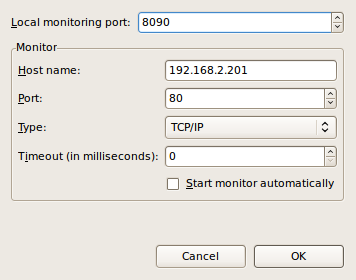 Local monitoring port: 8090
Monitor
Host name: 192.168.2.201
Port: 80
Type: TCP/IP
Timeout (in milliseconds): 0
Start monitor automatically
Cancel OK